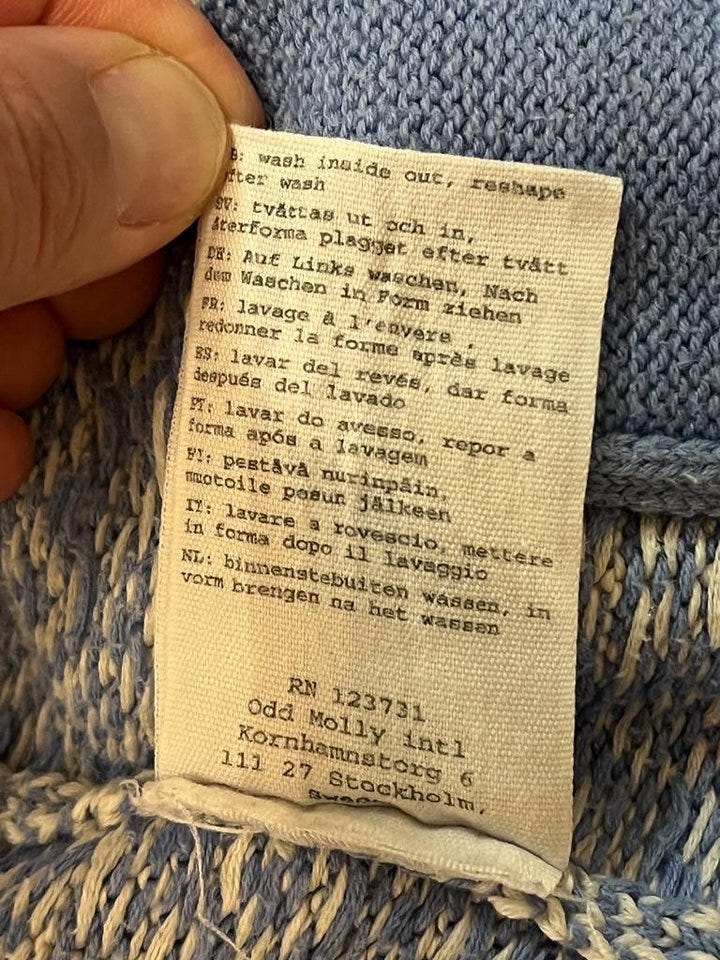 B: wash inside out, reshape
fter wash
SV: tvättas ut och in,
återforma plagget efter tvätt
DE: Auf Links waschen, Nach
dem Waschen in Form ziehen
FR: lavage à l'envers,
redonner la forme après lavage
ES: lavar del revés, dar forma
después del lavado
PT: lavar do avesso, repor a
forma após a lavagem
FI: pestävä nurinpäin,
muotoile pesun jälkeen
IT: lavare a rovescio, mettere
in forma dopo il lavaggio
NL: binnenstebuiten wassen, in
vorm brengen na het wassen
RN 123731
Odd Molly intl
Kornhamnstorg 6
111 27 Stockholm,